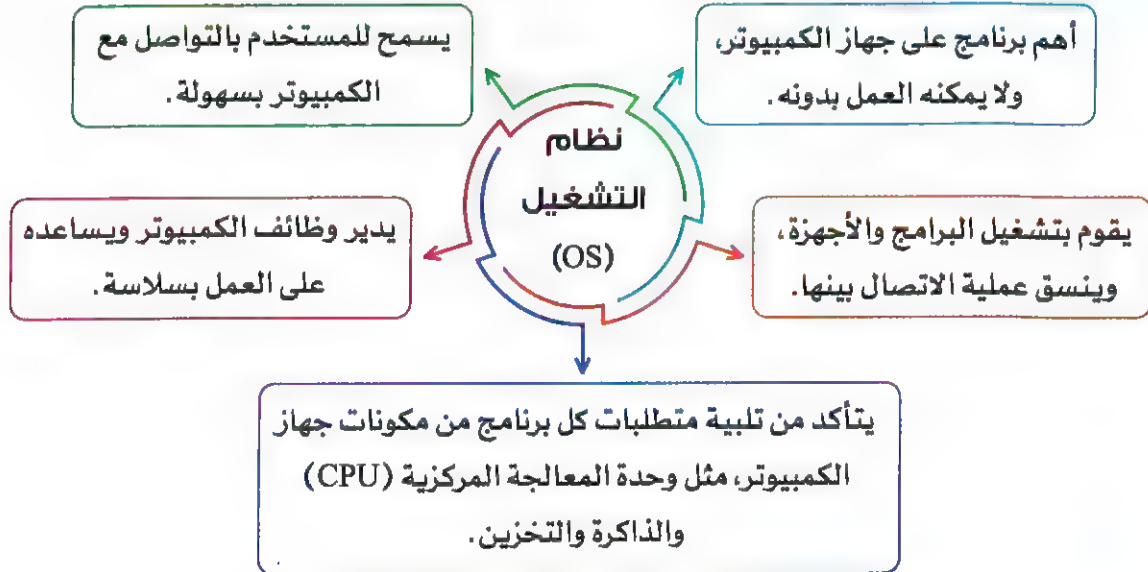 أهم برنامج على جهاز الكمبيوتر،
ولا يمكنه العمل بدونه.
يسمح للمستخدم بالتواصل مع
الكمبيوتر بسهولة.
نظام
التشغيل
(OS)
يقوم بتشغيل البرامج والأجهزة،
وينسق عملية الاتصال بينها.
يدير وظائف الكمبيوتر ويساعده
على العمل بسلاسة.
يتأكد من تلبية متطلبات كل برنامج من مكونات جهاز
الكمبيوتر، مثل وحدة المعالجة المركزية (CPU)
والذاكرة والتخزين.